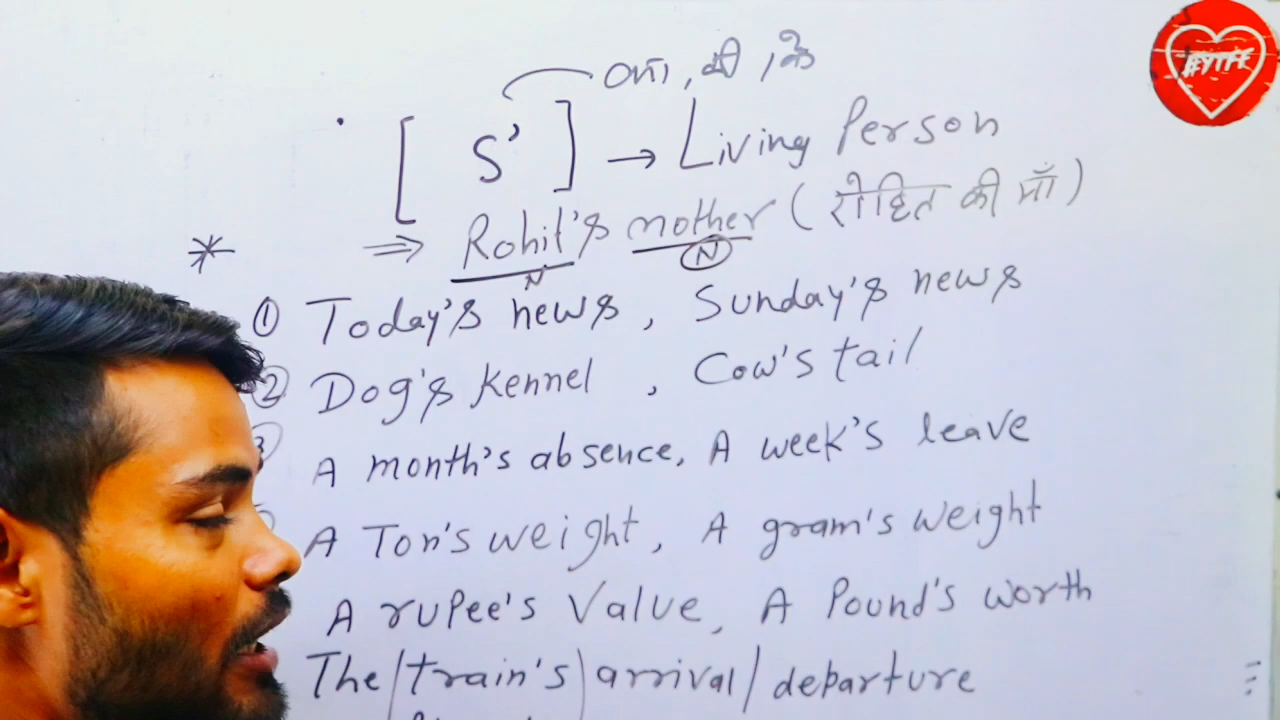 का, की, के
[ S' ] → Living Person
* ⇒ Rohit's mother (रोहित की माँ)
N N
① Today's news, Sunday's news
② Dog's Kennel, Cow's tail
③ A month's absence, A week's leave
A Ton's weight, A gram's weight
A rupee's Value, A Pound's worth
The/train's/arrival/departure